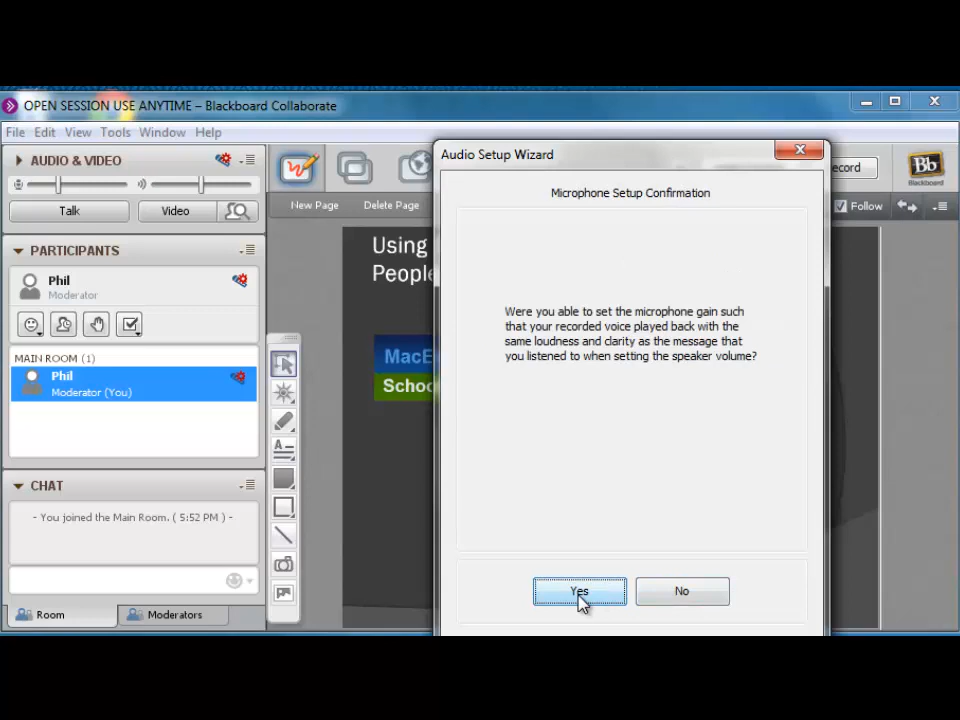 OPEN SESSION USE ANYTIME – Blackboard Collaborate
File Edit View Tools Window Help
AUDIO & VIDEO
Talk Video
PARTICIPANTS
Phil
Moderator
MAIN ROOM (1)
Phil
Moderator (You)
CHAT
- You joined the Main Room. ( 5:52 PM ) -
Room Moderators
New Page Delete Page
Using
People
MacE
Schoo
ecord
Bb
Blackboard
Follow
Audio Setup Wizard
Microphone Setup Confirmation
Were you able to set the microphone gain such
that your recorded voice played back with the
same loudness and clarity as the message that
you listened to when setting the speaker volume?
Yes No